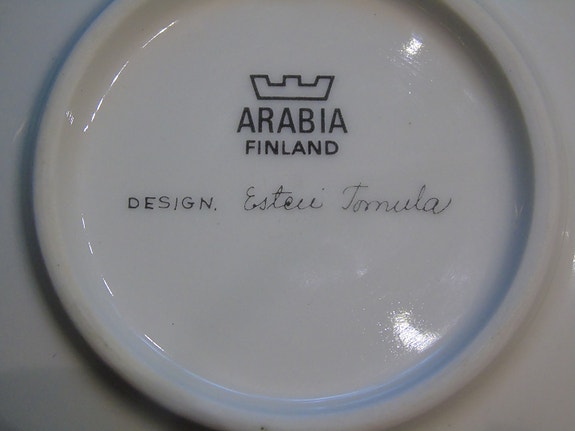 ARABIA
FINLAND
DESIGN. Esteri Tomula